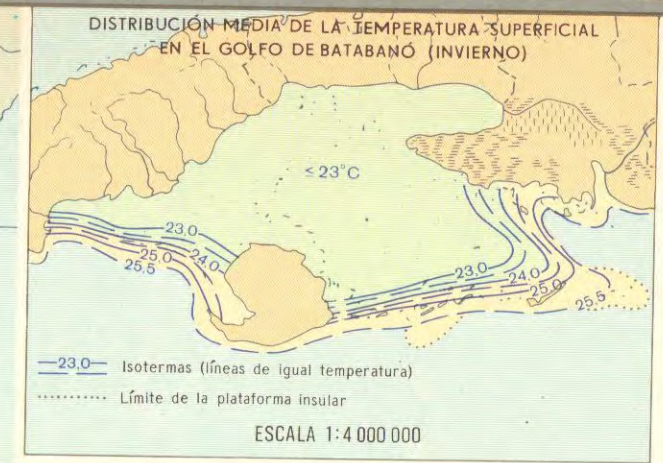 DISTRIBUCIÓN MEDIA DE LA TEMPERATURA SUPERFICIAL
EN EL GOLFO DE BATABANÓ (INVIERNO)
≤ 23°C
23,0
24,0
25,0
25,5
23,0
24,0
25,0
25,5
23,0 Isotermas (líneas de igual temperatura)
Límite de la plataforma insular
ESCALA 1:4 000 000